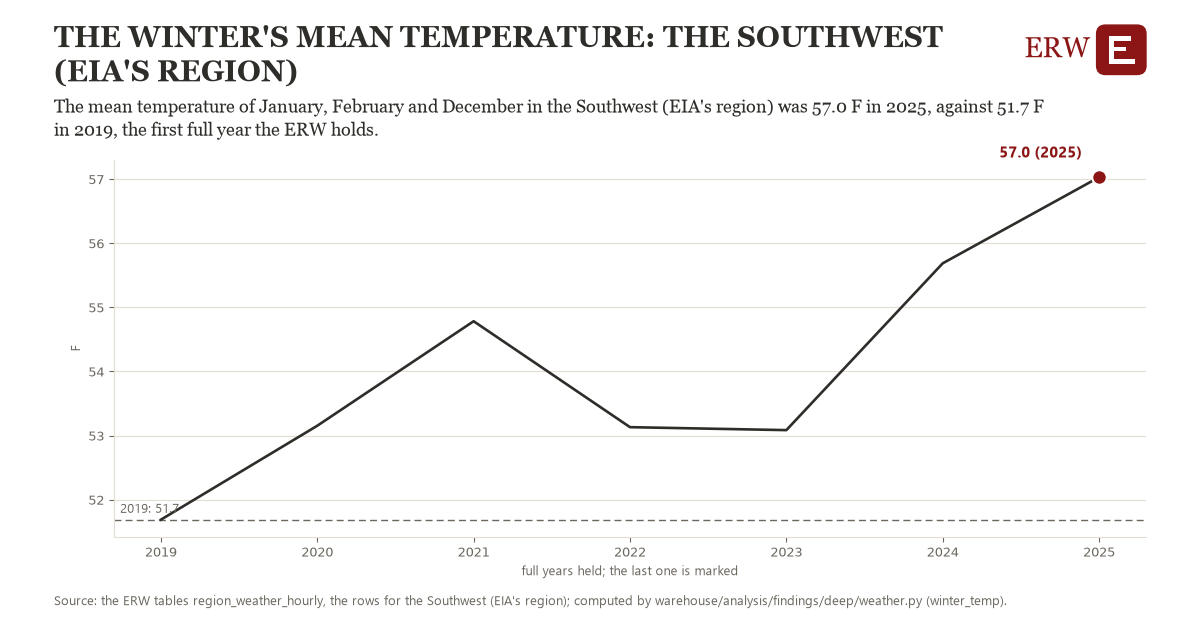 THE WINTER'S MEAN TEMPERATURE: THE SOUTHWEST
(EIA'S REGION)
ERW E
The mean temperature of January, February and December in the Southwest (EIA's region) was 57.0 F in 2025, against 51.7 F
in 2019, the first full year the ERW holds.
57.0 (2025)
57
56
55
F
54
53
52
2019: 51.7
2019 2020 2021 2022 2023 2024 2025
full years held; the last one is marked
Source: the ERW tables region_weather_hourly, the rows for the Southwest (EIA's region); computed by warehouse/analysis/findings/deep/weather.py (winter_temp).